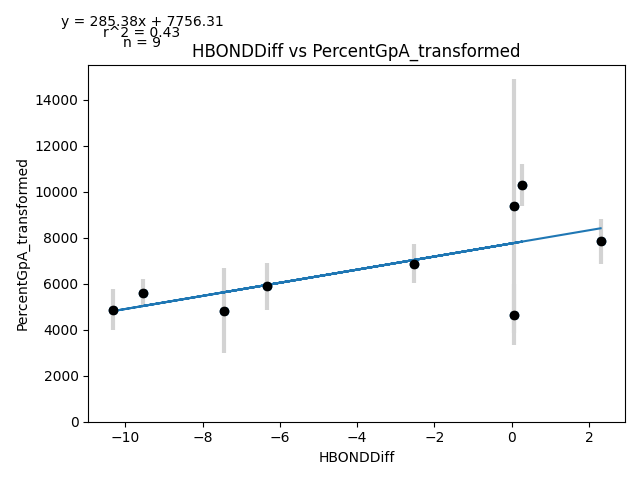 y = 285.38x + 7756.31
r^2 = 0.43
n = 9
HBONDDiff vs PercentGpA_transformed
PercentGpA_transformed
14000
12000
10000
8000
6000
4000
2000
0
−10
−8
−6
−4
−2
0
2
HBONDDiff